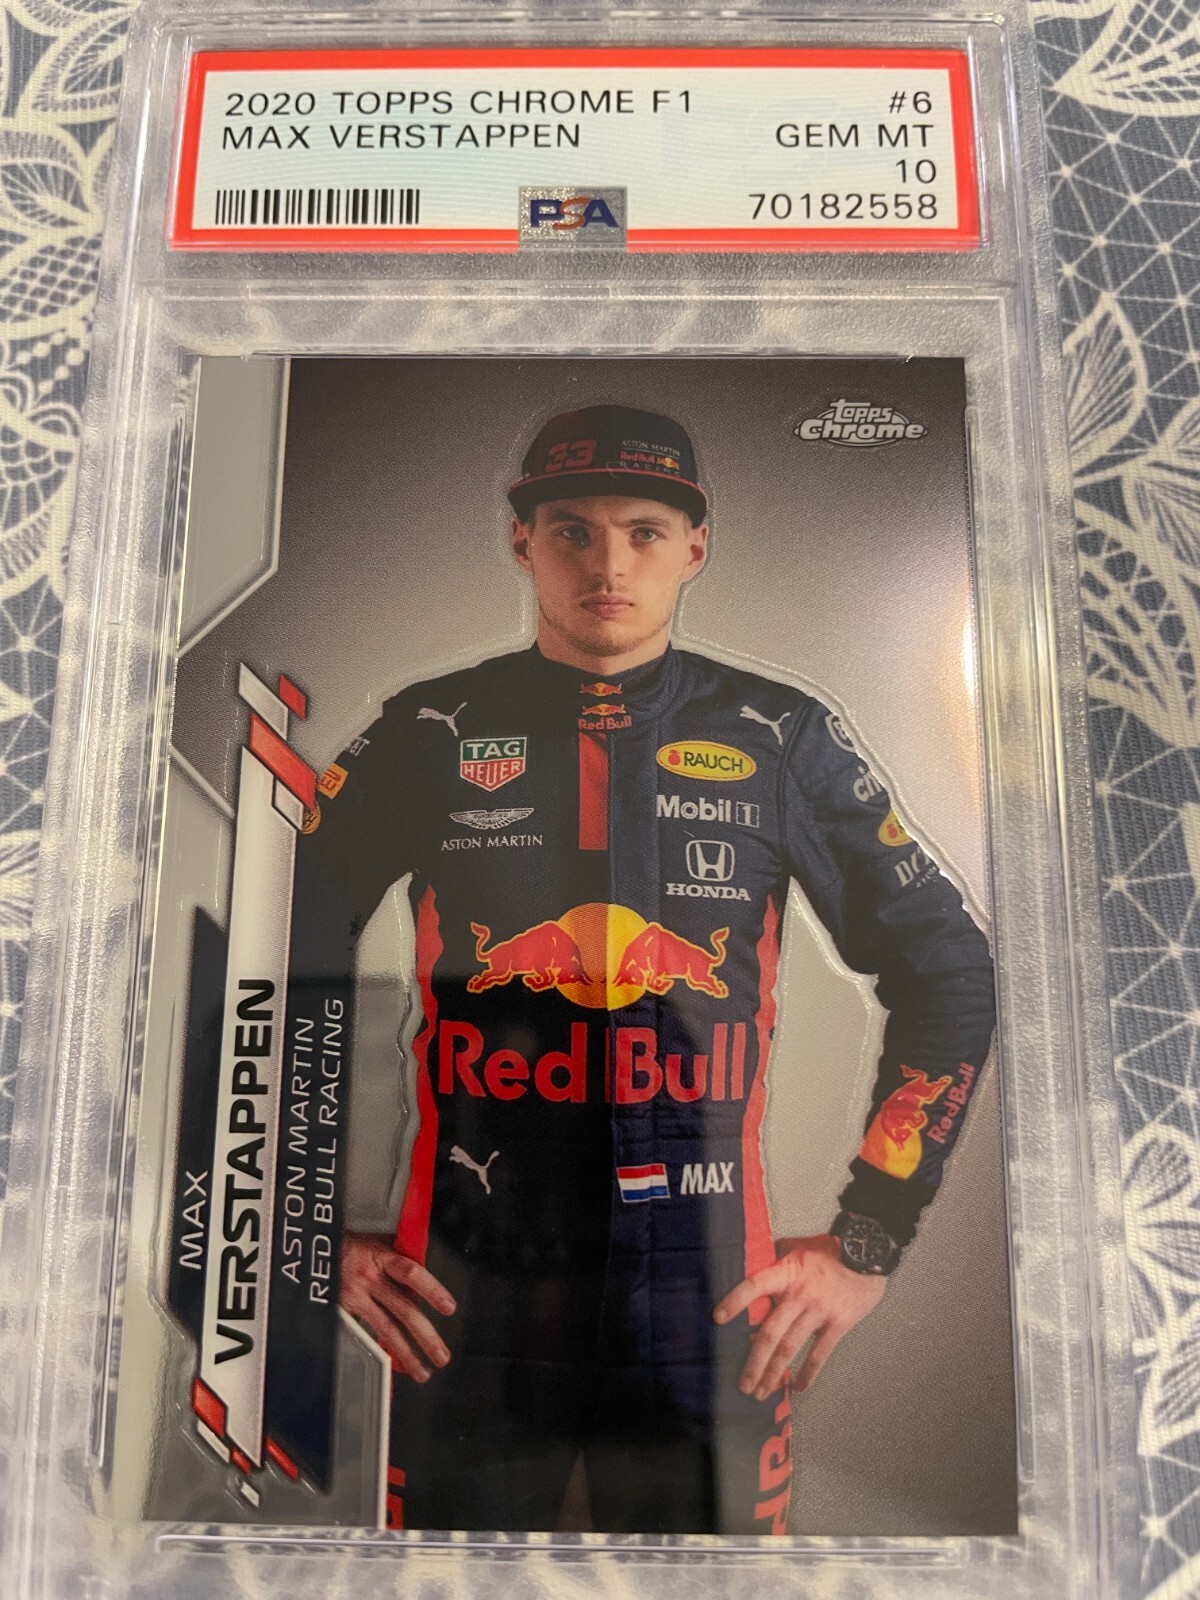 2020 TOPPS CHROME F1 #6
MAX VERSTAPPEN GEM MT
10
PSA 70182558
Topps
Chrome
33
ASTON MARTIN
Red Bull
RACING
Red Bull
TAG
HEUER
RAUCH
Mobil 1
ASTON MARTIN
HONDA
Red Bull
MAX
Red Bull
MAX
VERSTAPPEN
ASTON MARTIN
RED BULL RACING